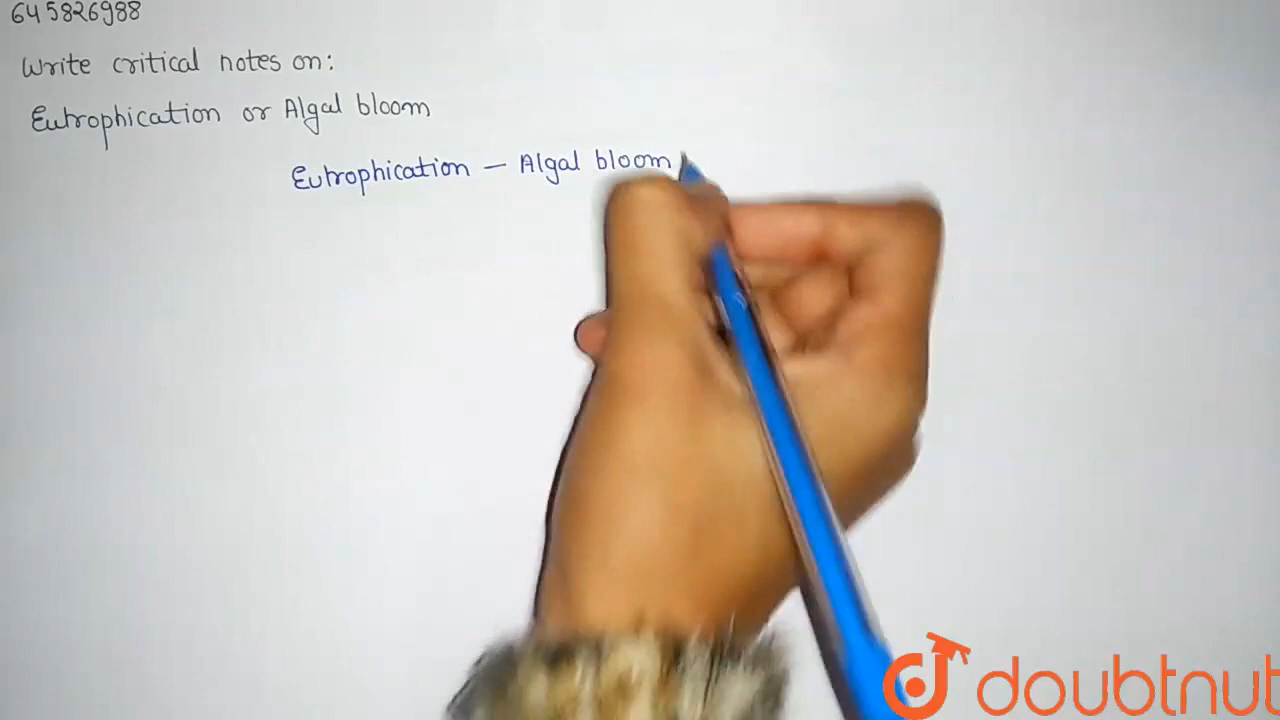 645826988
Write critical notes on:
Eutrophication or Algal bloom
Eutrophication – Algal bloom
doubtnut